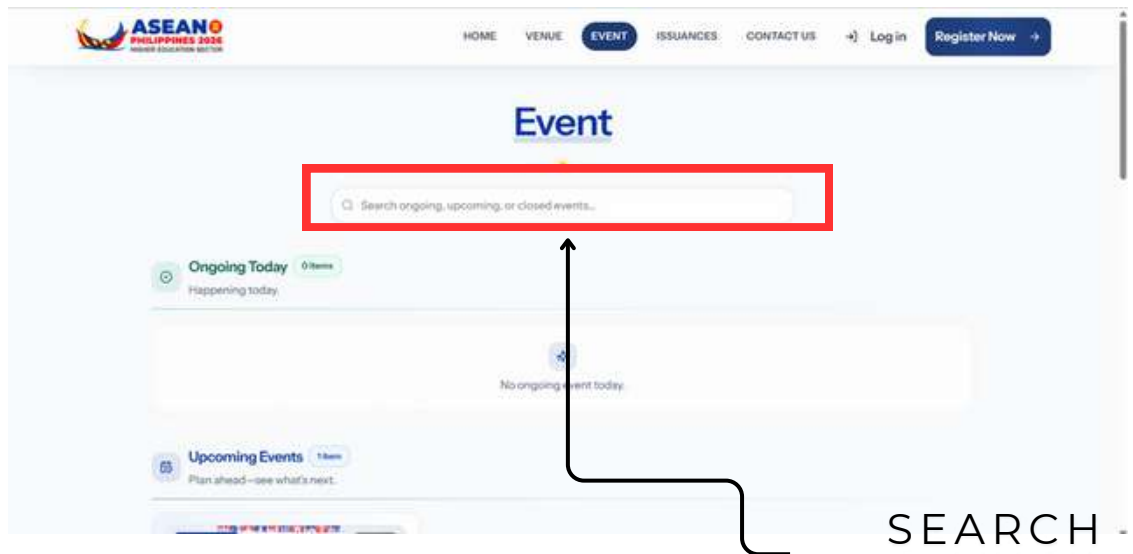 ASEAN
PHILIPPINES 2026
HIGHER EDUCATION SECTOR
HOME VENUE EVENT ISSUANCES CONTACT US Log in Register Now →
Event
Search ongoing, upcoming, or closed events...
Ongoing Today 0 Items
Happening today.
No ongoing event today.
Upcoming Events 1 Item
Plan ahead—see what's next.
SEARCH